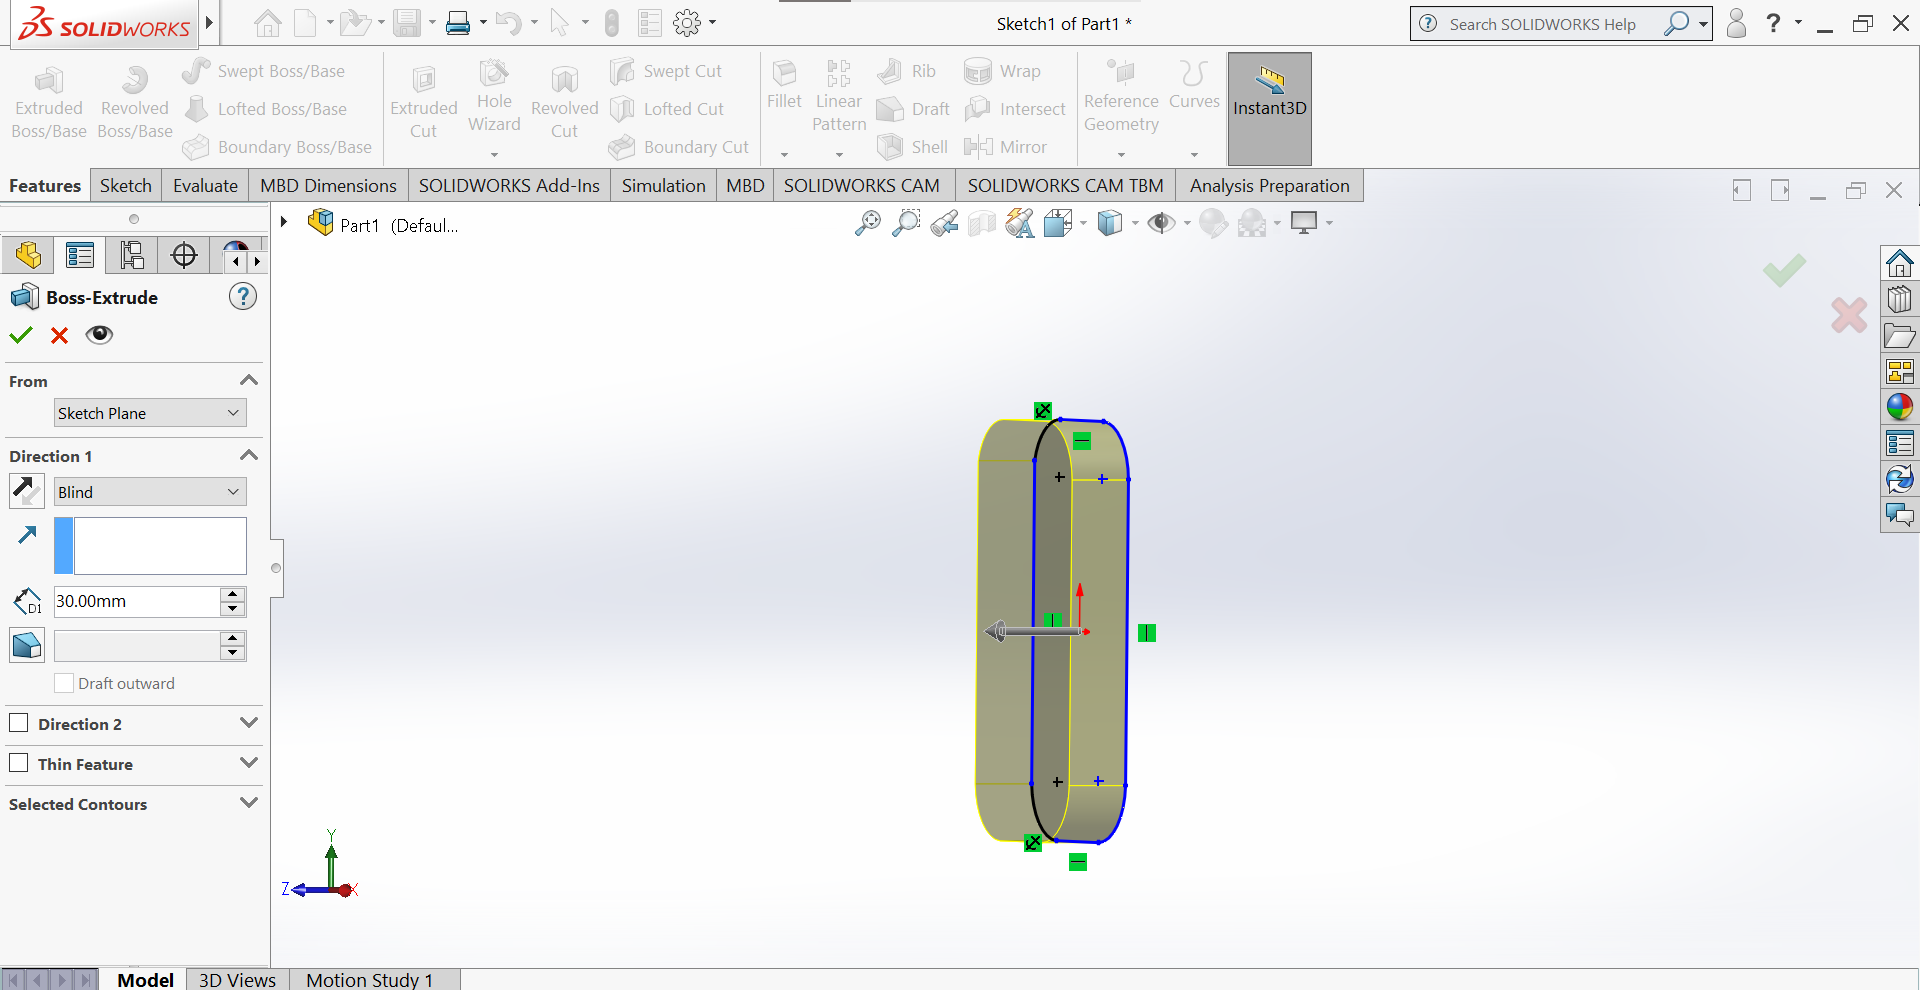 SOLIDWORKS
Sketch1 of Part1 *
Search SOLIDWORKS Help
?
Extruded Boss/Base
Revolved Boss/Base
Swept Boss/Base
Lofted Boss/Base
Boundary Boss/Base
Extruded Cut
Hole Wizard
Revolved Cut
Swept Cut
Lofted Cut
Boundary Cut
Fillet
Linear Pattern
Rib
Draft
Shell
Wrap
Intersect
Mirror
Reference Geometry
Curves
Instant3D
Features
Sketch
Evaluate
MBD Dimensions
SOLIDWORKS Add-Ins
Simulation
MBD
SOLIDWORKS CAM
SOLIDWORKS CAM TBM
Analysis Preparation
Part1 (Defaul...
Boss-Extrude
?
From
Sketch Plane
Direction 1
Blind
D1
30.00mm
Draft outward
Direction 2
Thin Feature
Selected Contours
Y
Z
X
Model
3D Views
Motion Study 1